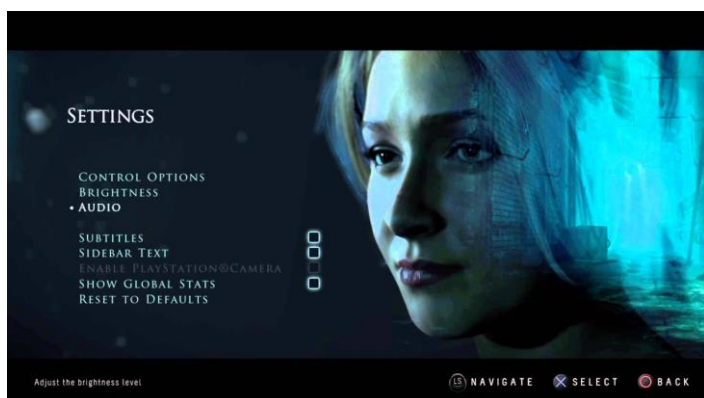 SETTINGS
CONTROL OPTIONS
BRIGHTNESS
• AUDIO
SUBTITLES
SIDEBAR TEXT
ENABLE PLAYSTATION©CAMERA
SHOW GLOBAL STATS
RESET TO DEFAULTS
Adjust the brightness level
LS NAVIGATE SELECT BACK